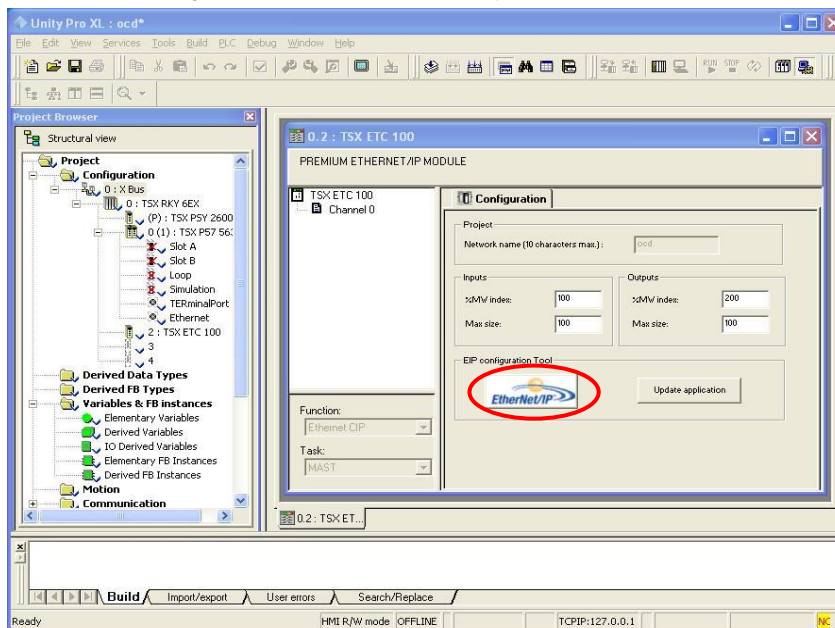 Unity Pro XL : ocd*
File Edit View Services Tools Build PLC Debug Window Help
RUN STOP
Project Browser
Structural view
Project
Configuration
0 : X Bus
0 : TSX RKY 6EX
(P) : TSX PSY 2600
0 (1) : TSX P57 56
Slot A
Slot B
Loop
Simulation
TERminalPort
Ethernet
2 : TSX ETC 100
3
4
Derived Data Types
Derived FB Types
Variables & FB instances
Elementary Variables
Derived Variables
IO Derived Variables
Elementary FB Instances
Derived FB Instances
Motion
Communication
0.2 : TSX ETC 100
PREMIUM ETHERNET/IP MODULE
TSX ETC 100
Channel 0
Function:
Ethernet CIP
Task:
MAST
Configuration
Project
Network name (10 characters max.) : ocd
Inputs
%MW index: 100
Max size: 100
Outputs
%MW index: 200
Max size: 100
EIP configuration Tool
EtherNet/IP
Update application
0.2 : TSX ET...
Build Import/export User errors Search/Replace
Ready HMI R/W mode OFFLINE TCPIP:127.0.0.1 NC